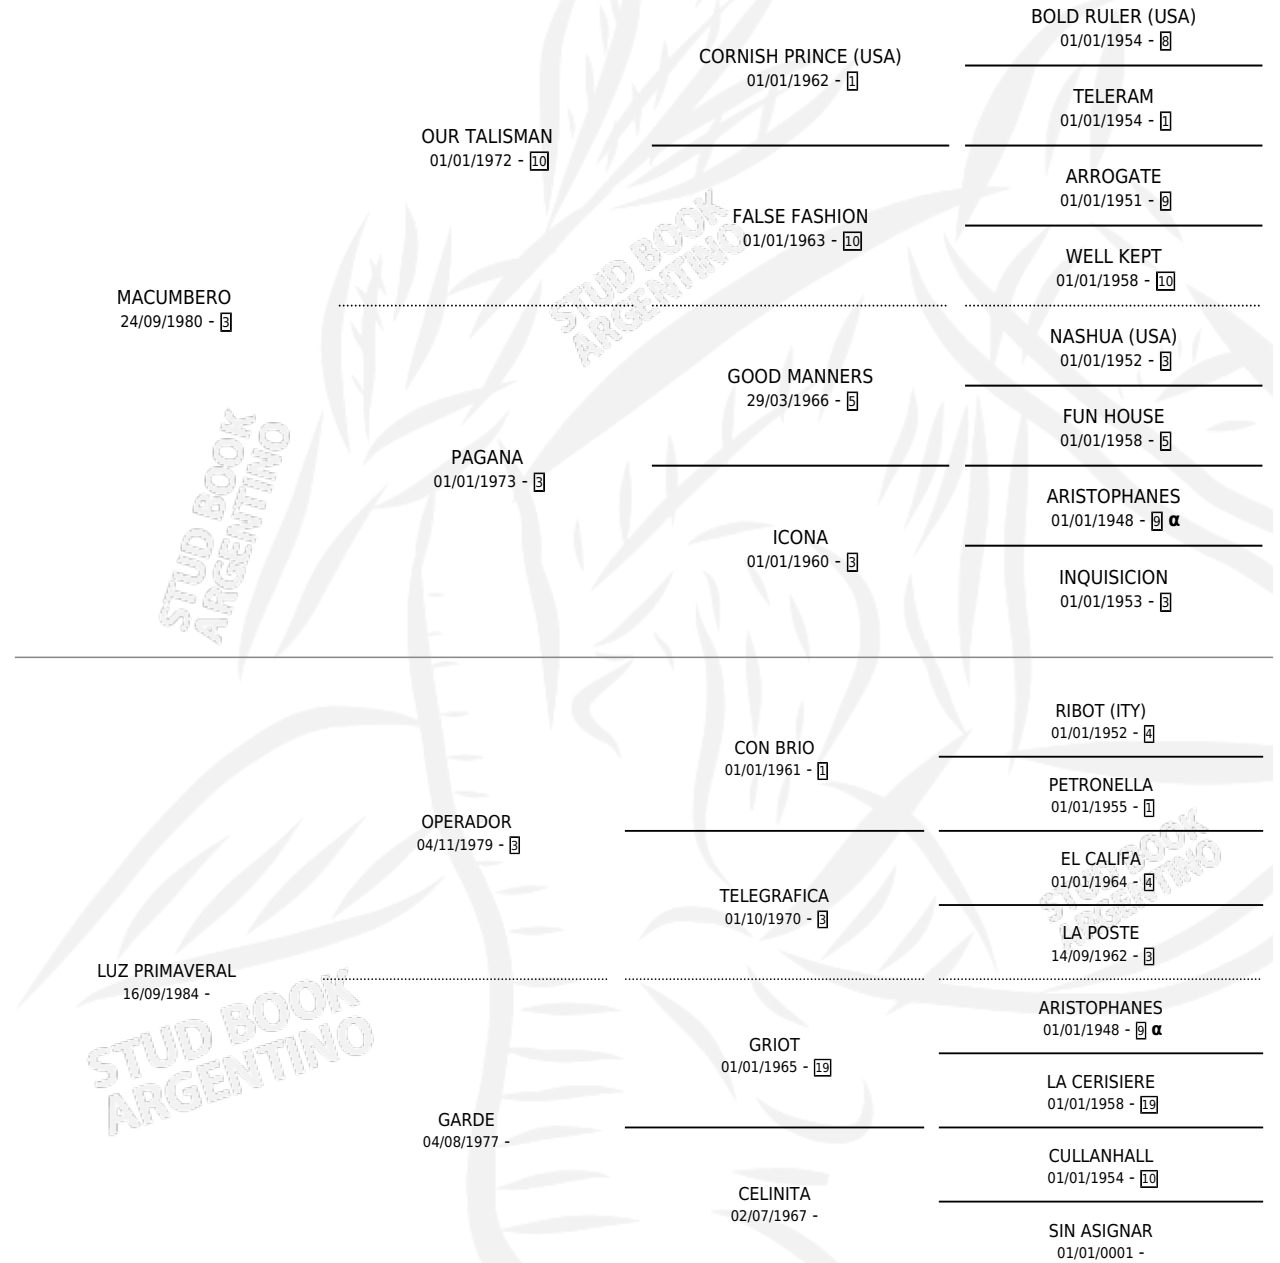 BOLD RULER (USA)
01/01/1954 - 8
CORNISH PRINCE (USA)
01/01/1962 - 1
TELERAM
01/01/1954 - 1
OUR TALISMAN
01/01/1972 - 10
ARROGATE
01/01/1951 - 9
FALSE FASHION
01/01/1963 - 10
WELL KEPT
01/01/1958 - 10
MACUMBERO
24/09/1980 - 3
NASHUA (USA)
01/01/1952 - 3
GOOD MANNERS
29/03/1966 - 5
FUN HOUSE
01/01/1958 - 5
PAGANA
01/01/1973 - 3
ARISTOPHANES
01/01/1948 - 9 α
ICONA
01/01/1960 - 3
INQUISICION
01/01/1953 - 3
RIBOT (ITY)
01/01/1952 - 4
CON BRIO
01/01/1961 - 1
PETRONELLA
01/01/1955 - 1
OPERADOR
04/11/1979 - 3
EL CALIFA
01/01/1964 - 4
TELEGRAFICA
01/10/1970 - 3
LA POSTE
14/09/1962 - 3
LUZ PRIMAVERAL
16/09/1984 -
ARISTOPHANES
01/01/1948 - 9 α
GRIOT
01/01/1965 - 19
LA CERISIERE
01/01/1958 - 19
GARDE
04/08/1977 -
CULLANHALL
01/01/1954 - 10
CELINITA
02/07/1967 -
SIN ASIGNAR
01/01/0001 -
STUD BOOK
ARGENTINO
STUD BOOK
ARGENTINO
STUD BOOK
ARGENTINO
STUD BOOK
ARGENTINO